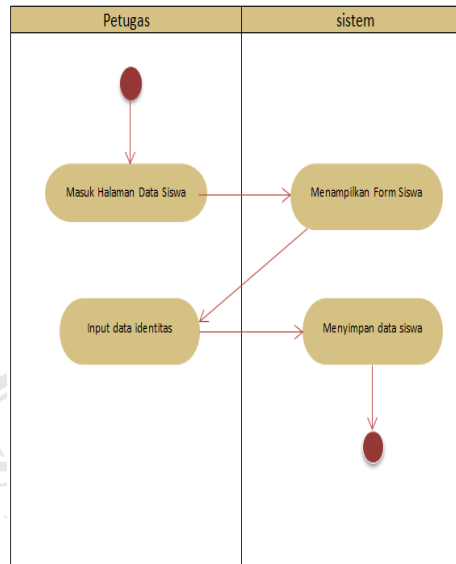 Petugas
sistem
Masuk Halaman Data Siswa
Menampilkan Form Siswa
Input data identitas
Menyimpan data siswa